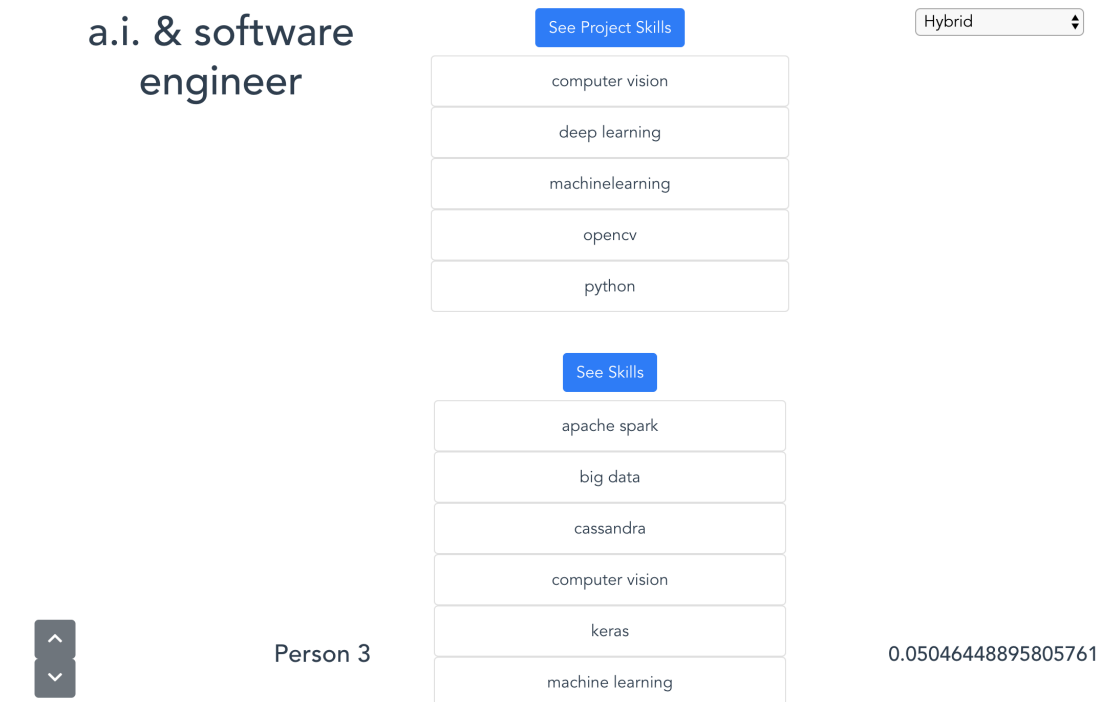 a.i. & software
engineer
See Project Skills
Hybrid
computer vision
deep learning
machinelearning
opencv
python
See Skills
apache spark
big data
cassandra
computer vision
keras
Person 3
0.05046448895805761
machine learning